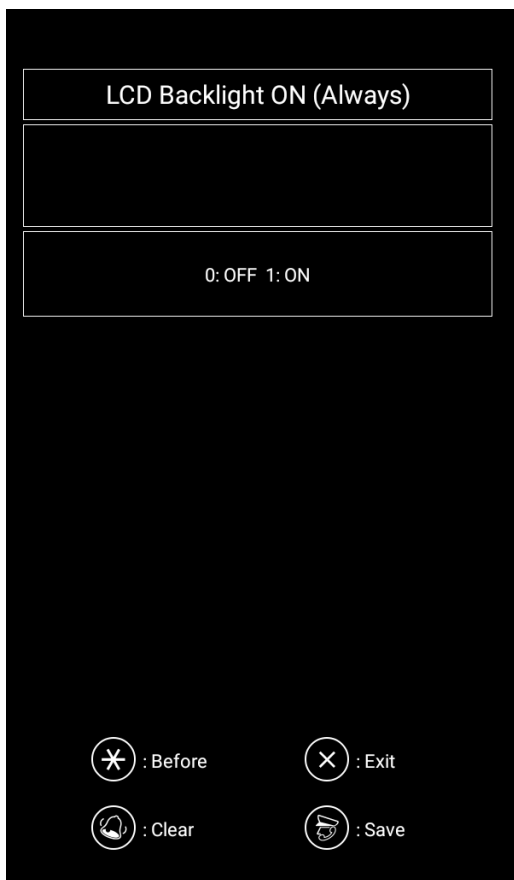 LCD Backlight ON (Always)
0: OFF 1: ON
: Before
: Exit
: Clear
: Save